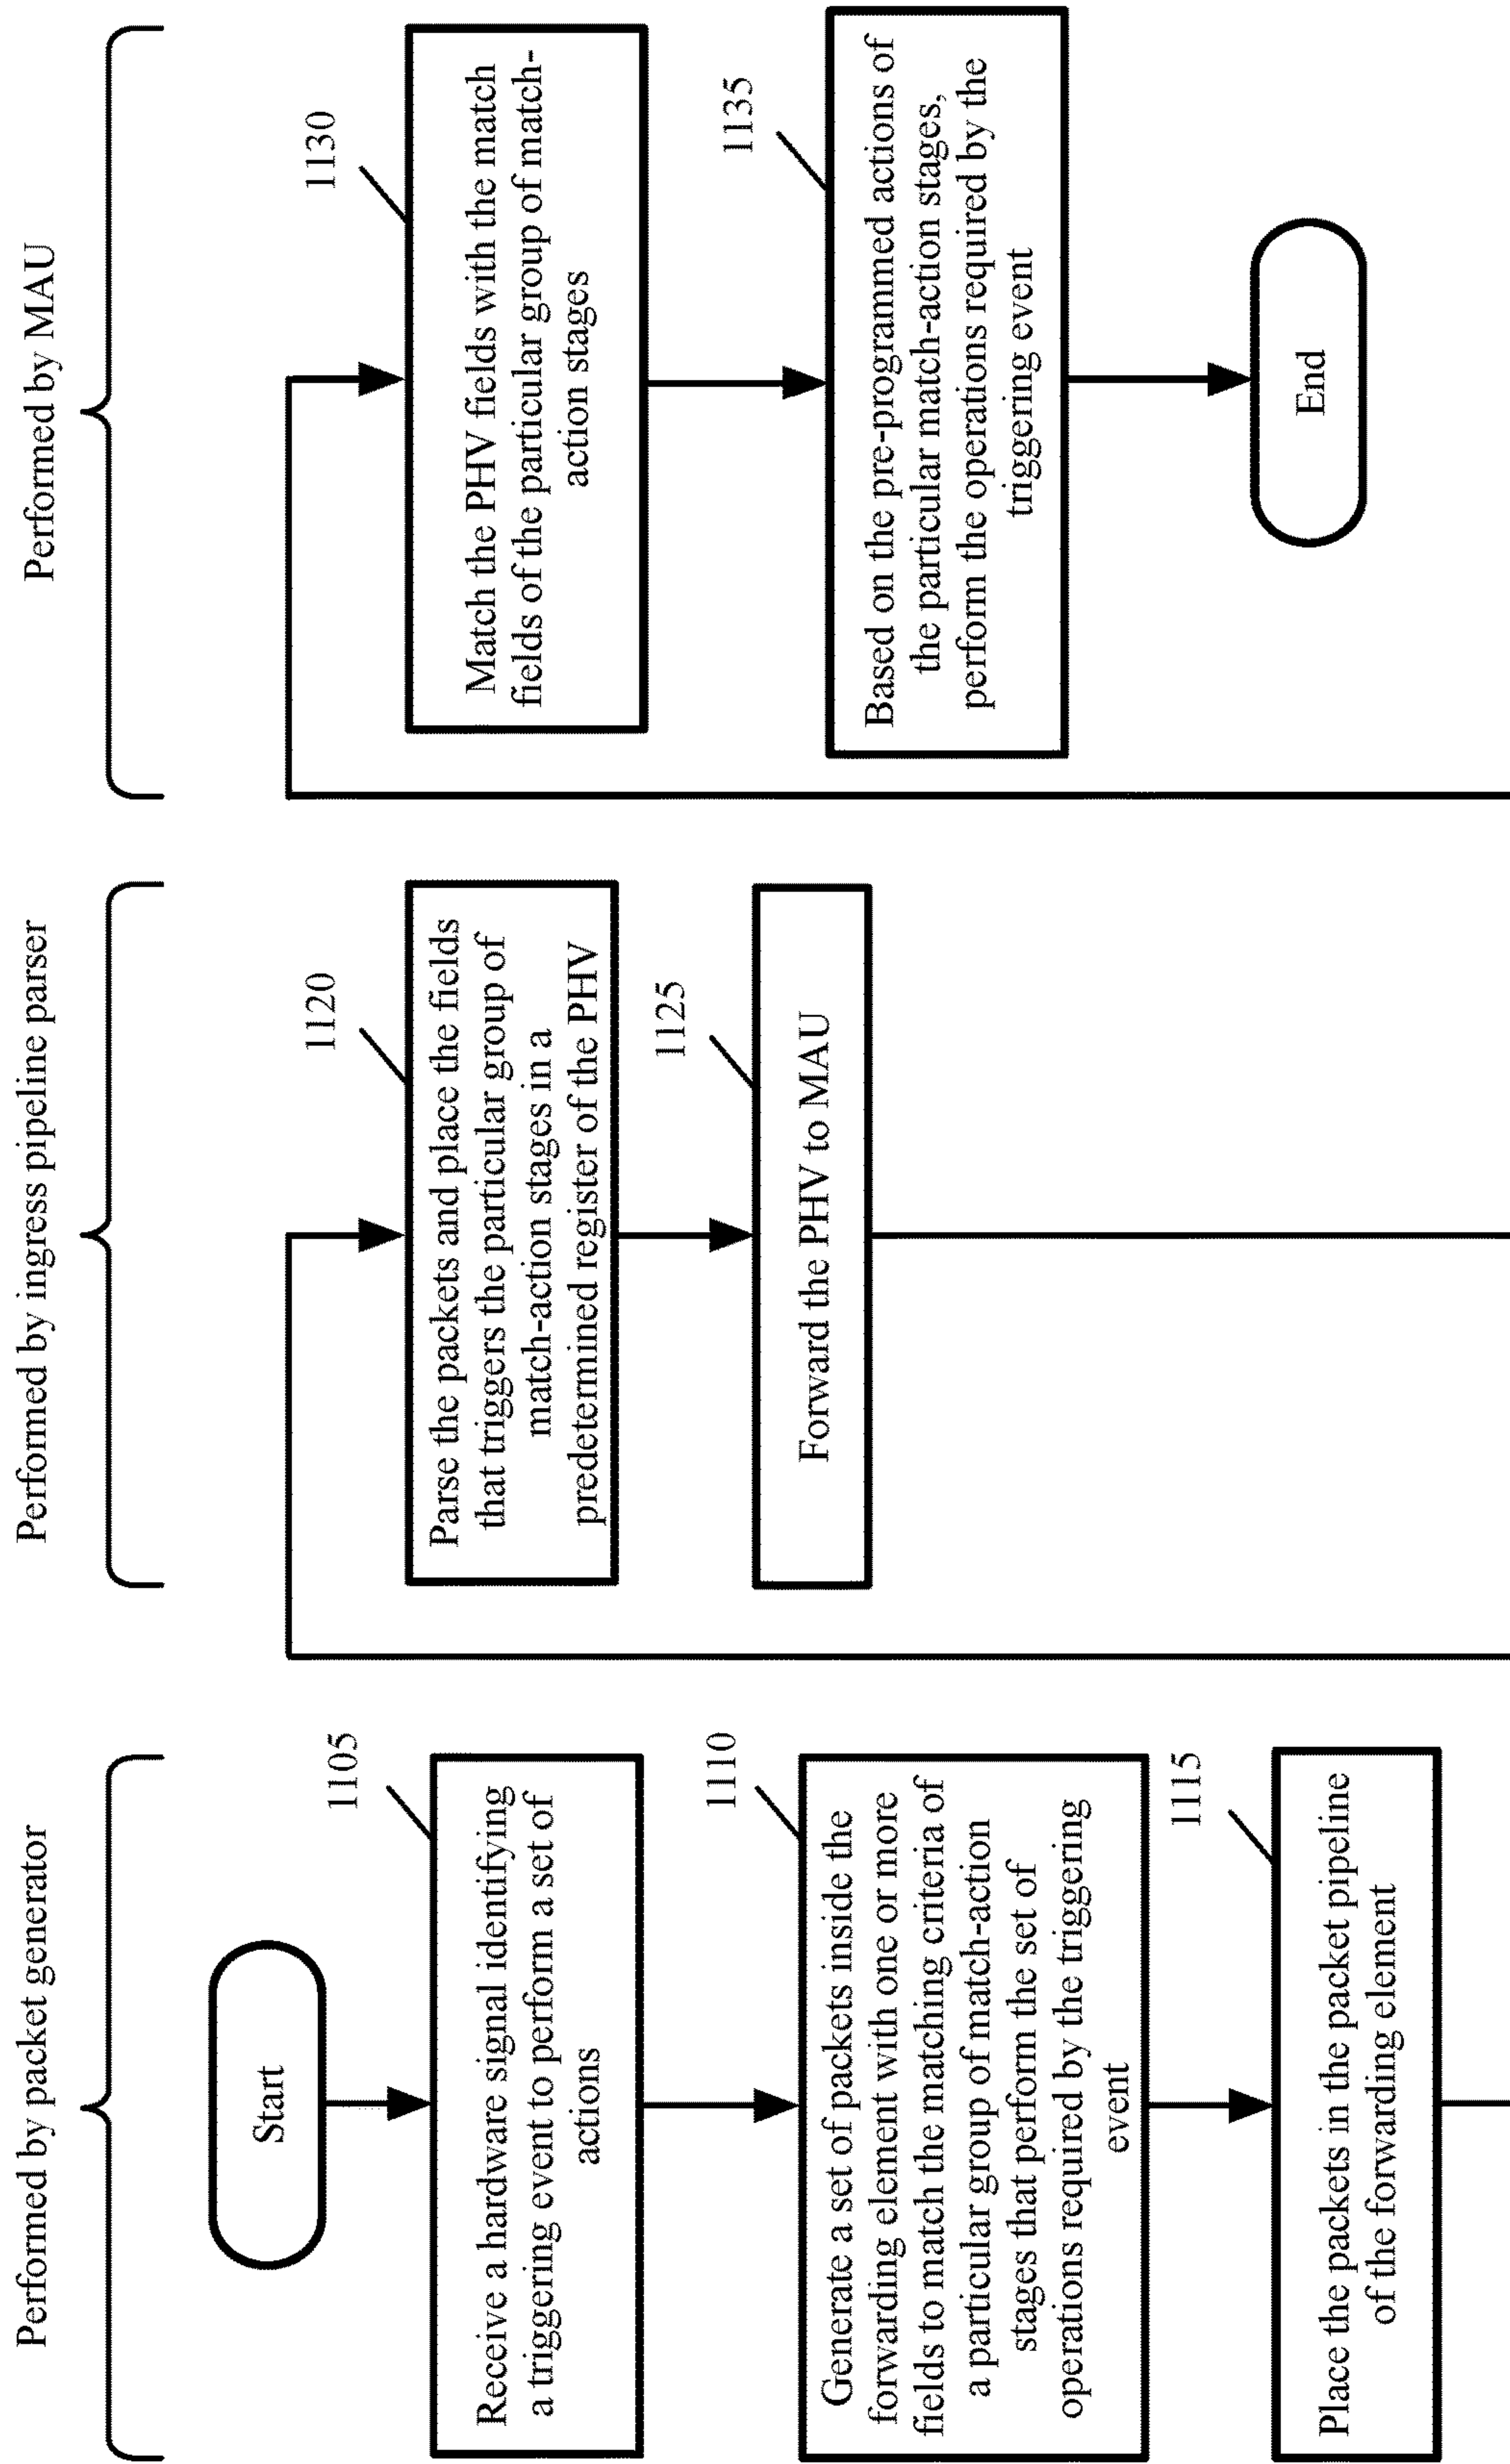 Performed by packet generator
Start
1105
Receive a hardware signal identifying
a triggering event to perform a set of
actions
1110
Generate a set of packets inside the
forwarding element with one or more
fields to match the matching criteria of
a particular group of match-action
stages that perform the set of
operations required by the triggering
event
1115
Place the packets in the packet pipeline
of the forwarding element
Performed by ingress pipeline parser
1120
Parse the packets and place the fields
that triggers the particular group of
match-action stages in a
predetermined register of the PHV
1125
Forward the PHV to MAU
Performed by MAU
1130
Match the PHV fields with the match
fields of the particular group of match-
action stages
1135
Based on the pre-programmed actions of
the particular match-action stages,
perform the operations required by the
triggering event
End